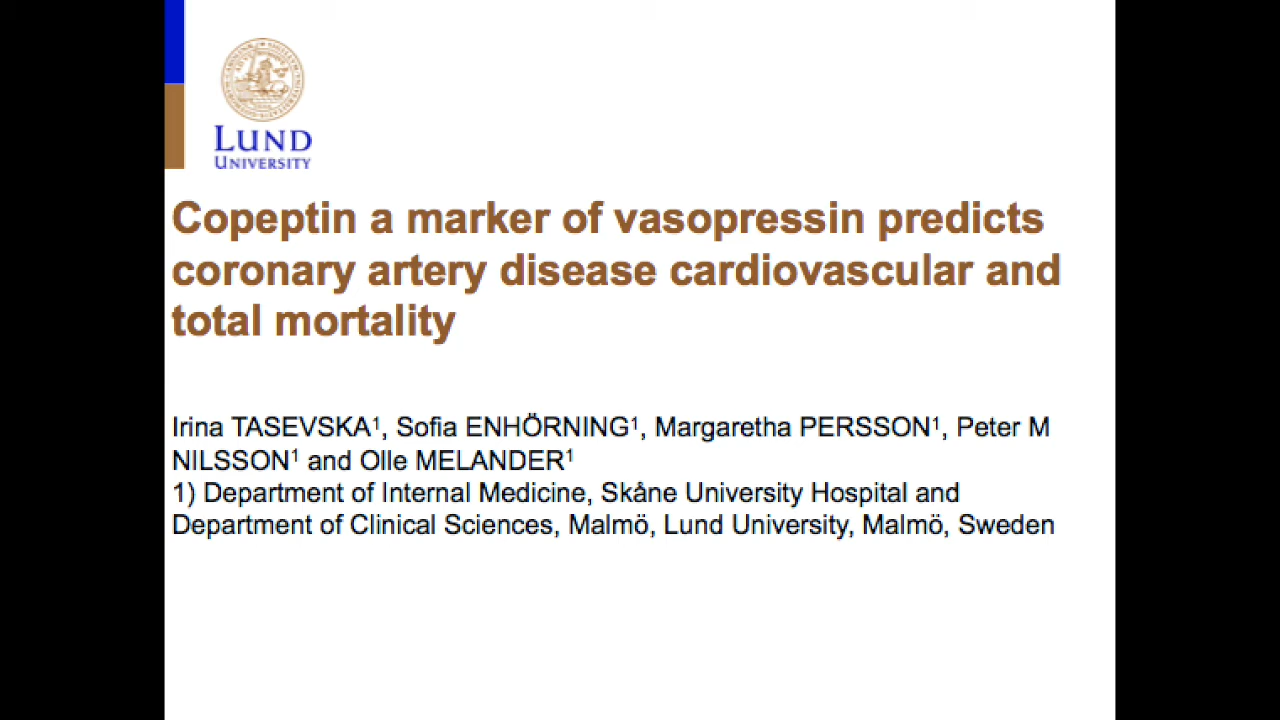 LUND
UNIVERSITY
Copeptin a marker of vasopressin predicts
coronary artery disease cardiovascular and
total mortality
Irina TASEVSKA¹, Sofia ENHÖRNING¹, Margaretha PERSSON¹, Peter M
NILSSON¹ and Olle MELANDER¹
1) Department of Internal Medicine, Skåne University Hospital and
Department of Clinical Sciences, Malmö, Lund University, Malmö, Sweden